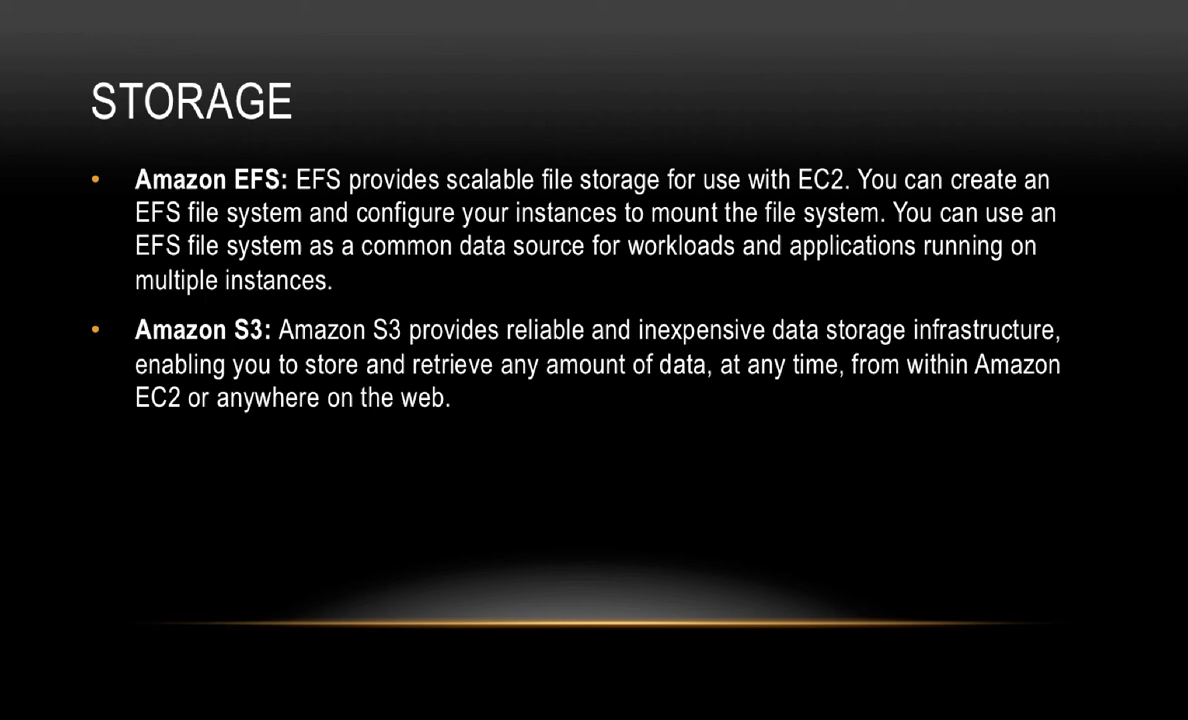 STORAGE
• Amazon EFS: EFS provides scalable file storage for use with EC2. You can create an
EFS file system and configure your instances to mount the file system. You can use an
EFS file system as a common data source for workloads and applications running on
multiple instances.
• Amazon S3: Amazon S3 provides reliable and inexpensive data storage infrastructure,
enabling you to store and retrieve any amount of data, at any time, from within Amazon
EC2 or anywhere on the web.